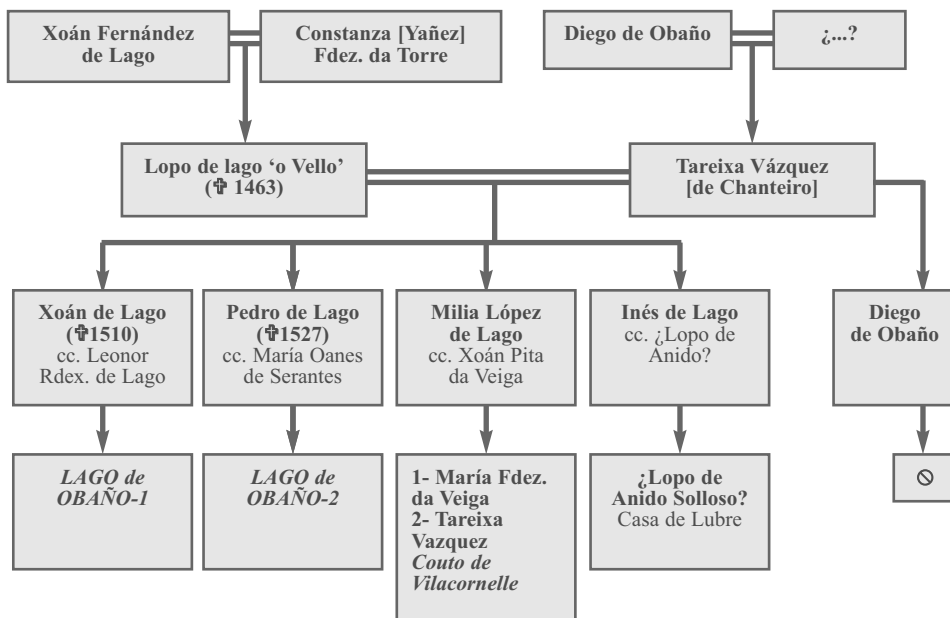 Xoán Fernández
de Lago
Constanza [Yañez]
Fdez. da Torre
Diego de Obaño
¿...?
Lopo de lago ‘o Vello’
(✞ 1463)
Tareixa Vázquez
[de Chanteiro]
Xoán de Lago
(✞1510)
cc. Leonor
Rdex. de Lago
Pedro de Lago
(✞1527)
cc. María Oanes
de Serantes
Milia López
de Lago
cc. Xoán Pita
da Veiga
Inés de Lago
cc. ¿Lopo de
Anido?
Diego
de Obaño
LAGO de
OBAÑO-1
LAGO de
OBAÑO-2
1- María Fdez.
da Veiga
2- Tareixa
Vazquez
Couto de
Vilacornelle
¿Lopo de
Anido Solloso?
Casa de Lubre